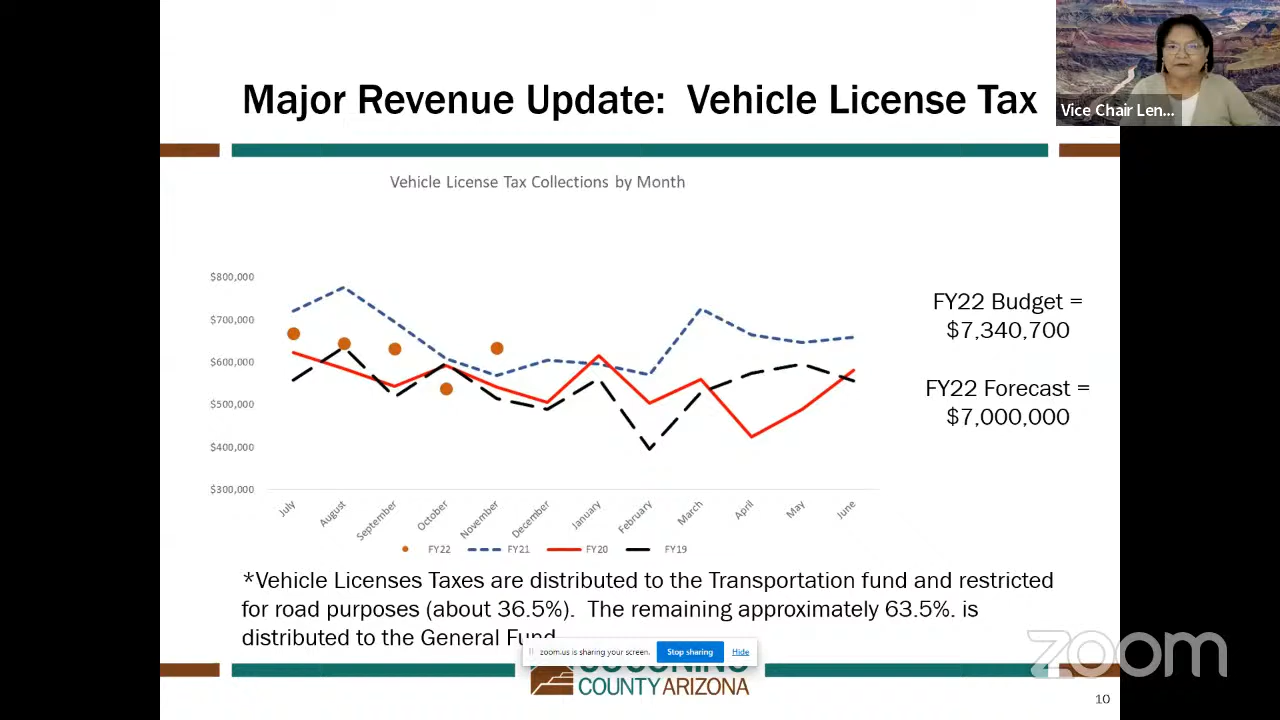 Major Revenue Update: Vehicle License Tax
Vice Chair Len...
Vehicle License Tax Collections by Month
$800,000
$700,000
$600,000
$500,000
$400,000
$300,000
July
August
September
October
November
December
January
February
March
April
May
June
FY22
FY21
FY20
FY19
FY22 Budget =
$7,340,700
FY22 Forecast =
$7,000,000
*Vehicle Licenses Taxes are distributed to the Transportation fund and restricted
for road purposes (about 36.5%). The remaining approximately 63.5%. is
distributed to the General Fund
zoom.us is sharing your screen.
Stop sharing
Hide
COCONINO
COUNTY ARIZONA
zoom
10